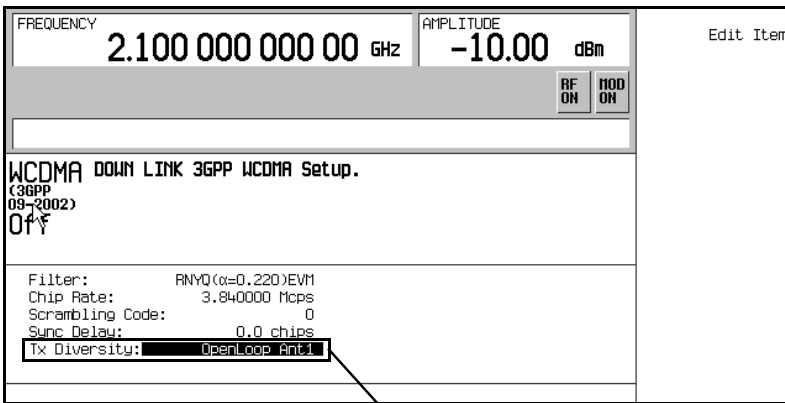 FREQUENCY
2.100 000 000 00 GHz
AMPLITUDE
-10.00 dBm
Edit Item
RF ON
MOD ON
WCDMA DOWN LINK 3GPP WCDMA Setup.
(3GPP
09-2002)
Off
Filter: RNYQ(α=0.220)EVM
Chip Rate: 3.840000 Mcps
Scrambling Code: 0
Sync Delay: 0.0 chips
Tx Diversity: OpenLoop Ant1